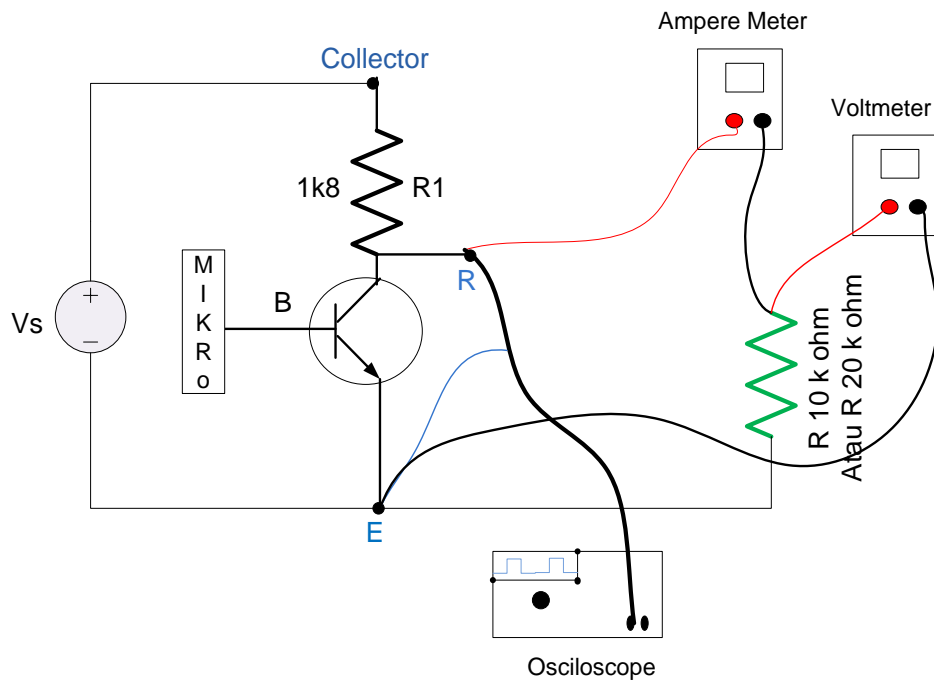 Ampere Meter
Collector
Voltmeter
1k8
R1
M
I
K
R
o
B
R
+
Vs
−
R 10 k ohm
Atau R 20 k ohm
E
Osciloscope